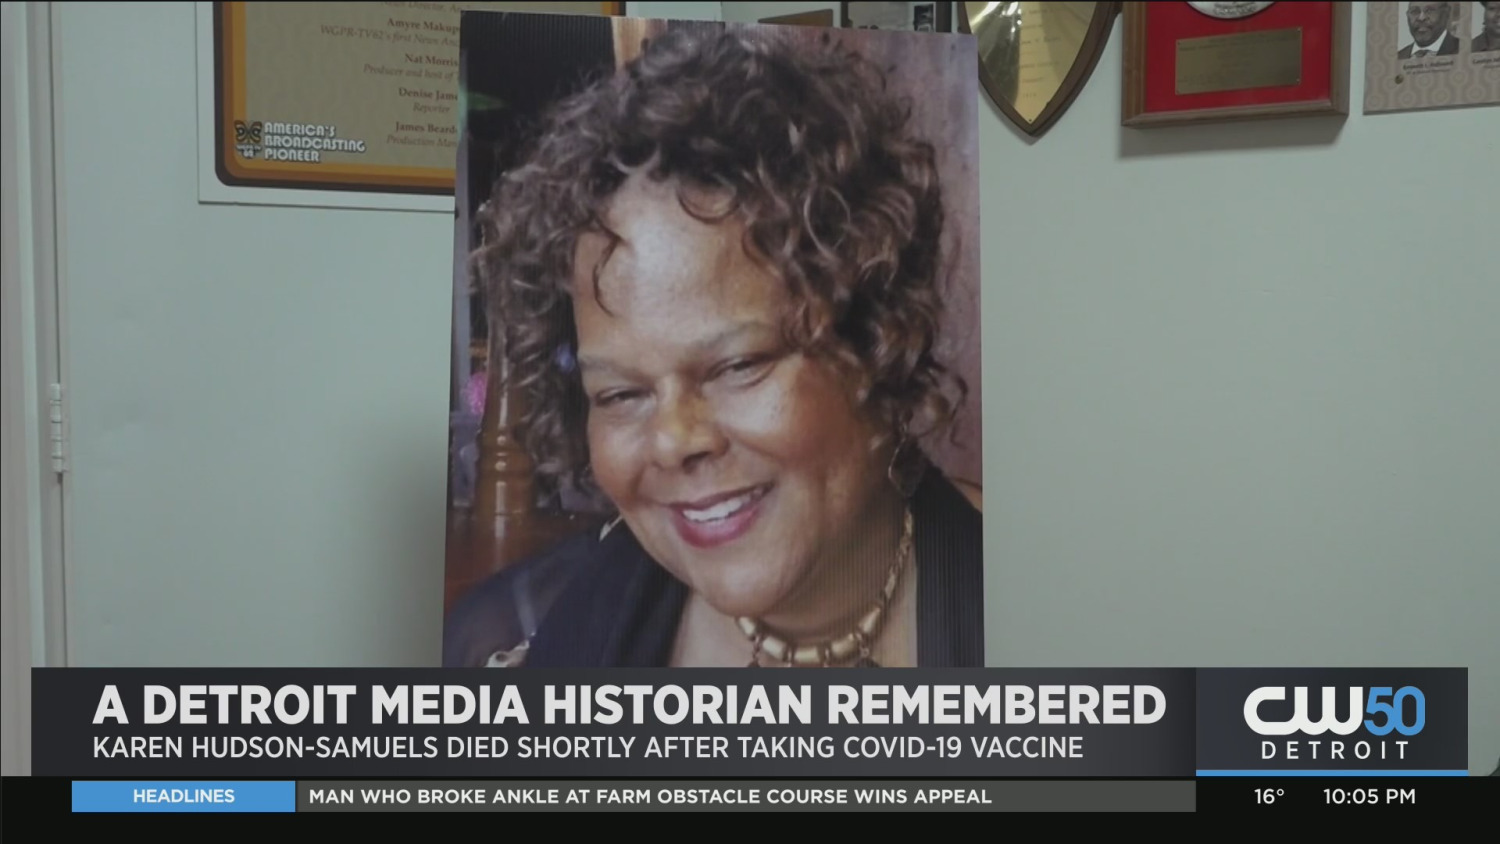 News Director, A
Amyre Makup
WGPR-TV62's first News Anc
Nat Morris
Producer and host of
Denise Jame
Reporter
James Beard
Production Man
AMERICA'S
BROADCASTING
PIONEER
A DETROIT MEDIA HISTORIAN REMEMBERED
KAREN HUDSON-SAMUELS DIED SHORTLY AFTER TAKING COVID-19 VACCINE
CW50
DETROIT
HEADLINES
MAN WHO BROKE ANKLE AT FARM OBSTACLE COURSE WINS APPEAL
16° 10:05 PM